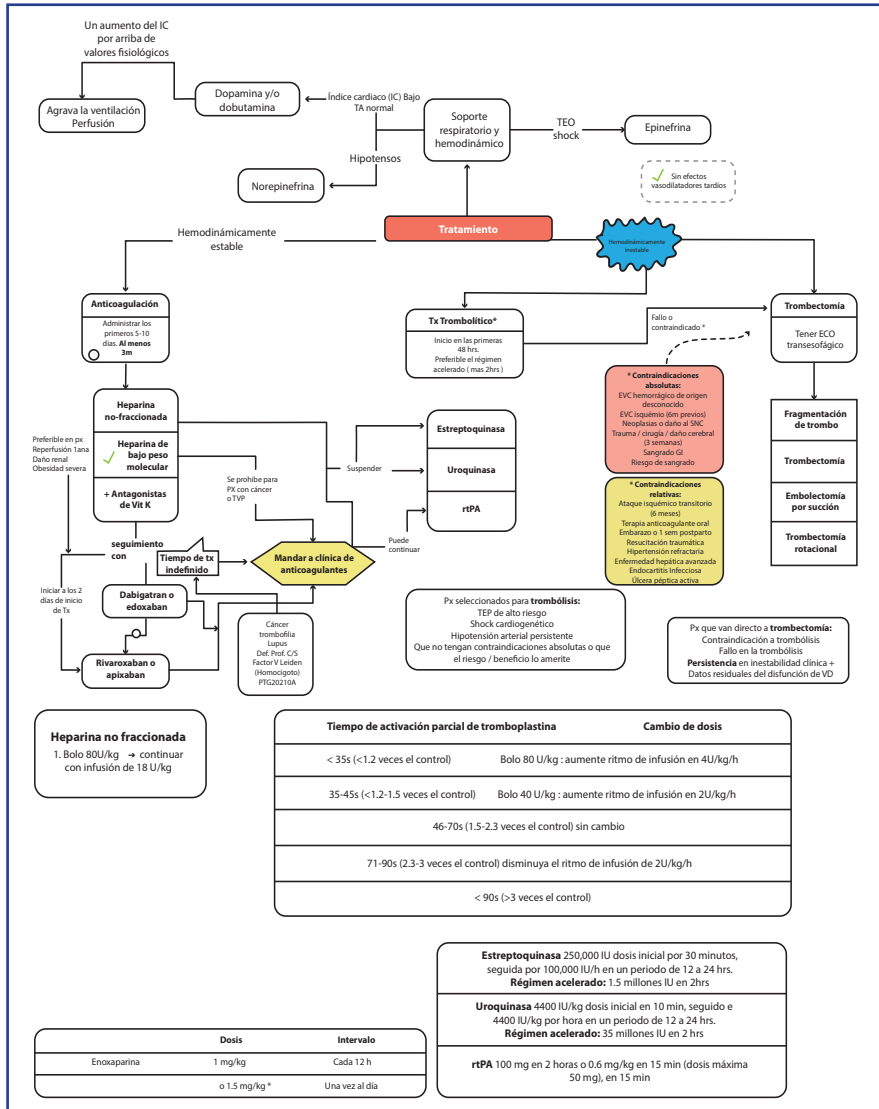 Un aumento del IC
por arriba de
valores fisiológicos
Agrava la ventilación
Perfusión
Dopamina y/o
dobutamina
Índice cardiaco (IC) Bajo
TA normal
Soporte
respiratorio y
hemodinámico
TEO
shock
Epinefrina
Hipotensos
Norepinefrina
Sin efectos
vasodilatadores tardíos
Tratamiento
Hemodinámicamente
estable
Hemodinámicamente
inestable
Anticoagulación
Administrar los
primeros 5-10
días. Al menos
3m
Tx Trombolítico*
Inicio en las primeras
48 hrs.
Preferible el régimen
acelerado ( mas 2hrs )
Fallo o
contraindicado *
Trombectomía
Tener ECO
transesofágico
* Contraindicaciones
absolutas:
EVC hemorrágico de origen
desconocido
EVC isquémio (6m previos)
Neoplasias o daño al SNC
Trauma / cirugía / daño cerebral
(3 semanas)
Sangrado GI
Riesgo de sangrado
Fragmentación
de trombo
Trombectomía
Embolectomía
por succión
Trombectomía
rotacional
Heparina
no-fraccionada
Heparina de
bajo peso
molecular
+ Antagonistas
de Vit K
Preferible en px
Reperfusión 1ana
Daño renal
Obesidad severa
Se prohibe para
PX con cáncer
o TVP
Suspender
Estreptoquinasa
Uroquinasa
rtPA
Puede
continuar
* Contraindicaciones
relativas:
Ataque isquémico transitorio
(6 meses)
Terapia anticoagulante oral
Embarazo o 1 sem postparto
Resucitación traumática
Hipertensión refractaria
Enfermedad hepática avanzada
Endocartitis Infecciosa
Úlcera péptica activa
seguimiento
con
Tiempo de tx
indefinido
Mandar a clínica de
anticoagulantes
Iniciar a los 2
días de inicio
de Tx
Dabigatran o
edoxaban
Rivaroxaban o
apixaban
Cáncer
trombofilia
Lupus
Def. Prof. C/S
Factor V Leiden
(Homocigoto)
PTG20210A
Px seleccionados para trombólisis:
TEP de alto riesgo
Shock cardiogenético
Hipotensión arterial persistente
Que no tengan contraindicaciones absolutas o que
el riesgo / beneficio lo amerite
Px que van directo a trombectomía:
Contraindicación a trombólisis
Fallo en la trombólisis
Persistencia en inestabilidad clínica +
Datos residuales del disfunción de VD
Heparina no fraccionada
1. Bolo 80U/kg → continuar
con infusión de 18 U/kg
Tiempo de activación parcial de tromboplastina Cambio de dosis
< 35s (<1.2 veces el control) Bolo 80 U/kg : aumente ritmo de infusión en 4U/kg/h
35-45s (<1.2-1.5 veces el control) Bolo 40 U/kg : aumente ritmo de infusión en 2U/kg/h
46-70s (1.5-2.3 veces el control) sin cambio
71-90s (2.3-3 veces el control) disminuya el ritmo de infusión de 2U/kg/h
< 90s (>3 veces el control)
Estreptoquinasa 250,000 IU dosis inicial por 30 minutos,
seguida por 100,000 IU/h en un periodo de 12 a 24 hrs.
Régimen acelerado: 1.5 millones IU en 2hrs
Uroquinasa 4400 IU/kg dosis inicial en 10 min, seguido e
4400 IU/kg por hora en un periodo de 12 a 24 hrs.
Régimen acelerado: 35 millones IU en 2 hrs
rtPA 100 mg en 2 horas o 0.6 mg/kg en 15 min (dosis máxima
50 mg), en 15 min
Dosis Intervalo
Enoxaparina 1 mg/kg Cada 12 h
o 1.5 mg/kg * Una vez al día